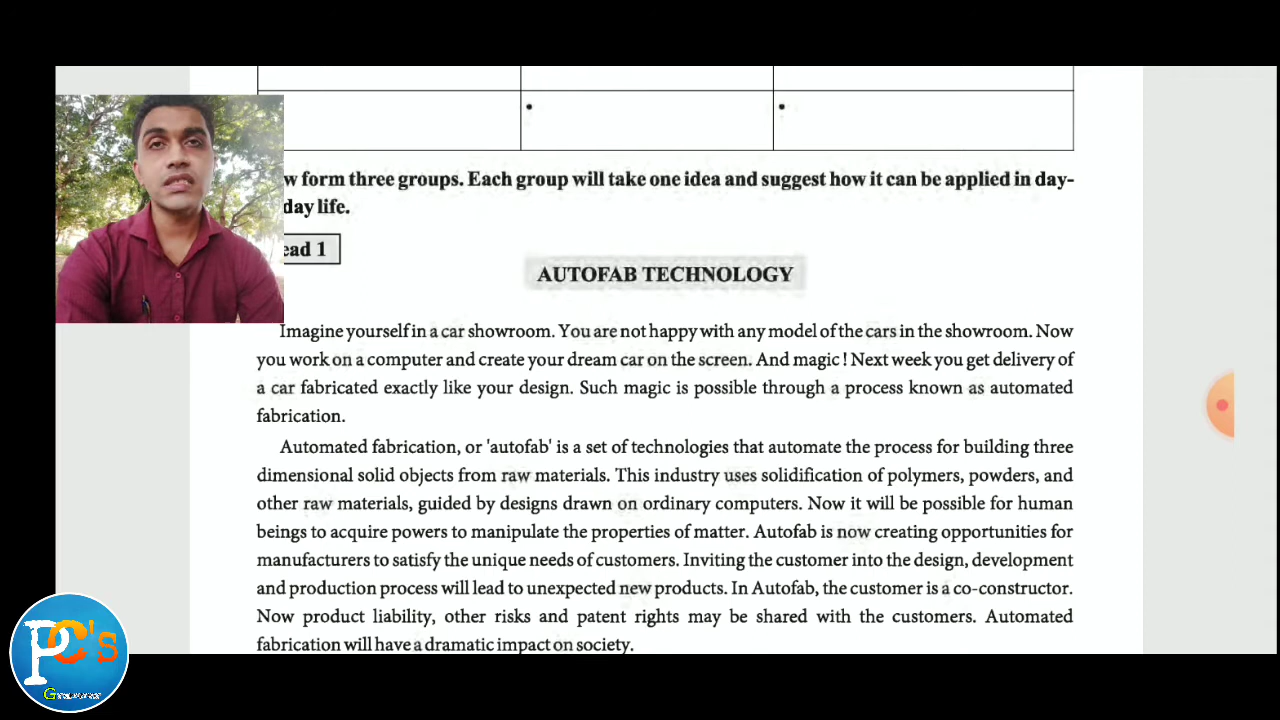 w form three groups. Each group will take one idea and suggest how it can be applied in day-
day life.
ead 1
AUTOFAB TECHNOLOGY
Imagine yourself in a car showroom. You are not happy with any model of the cars in the showroom. Now
you work on a computer and create your dream car on the screen. And magic ! Next week you get delivery of
a car fabricated exactly like your design. Such magic is possible through a process known as automated
fabrication.
Automated fabrication, or 'autofab' is a set of technologies that automate the process for building three
dimensional solid objects from raw materials. This industry uses solidification of polymers, powders, and
other raw materials, guided by designs drawn on ordinary computers. Now it will be possible for human
beings to acquire powers to manipulate the properties of matter. Autofab is now creating opportunities for
manufacturers to satisfy the unique needs of customers. Inviting the customer into the design, development
and production process will lead to unexpected new products. In Autofab, the customer is a co-constructor.
Now product liability, other risks and patent rights may be shared with the customers. Automated
fabrication will have a dramatic impact on society.
PC's